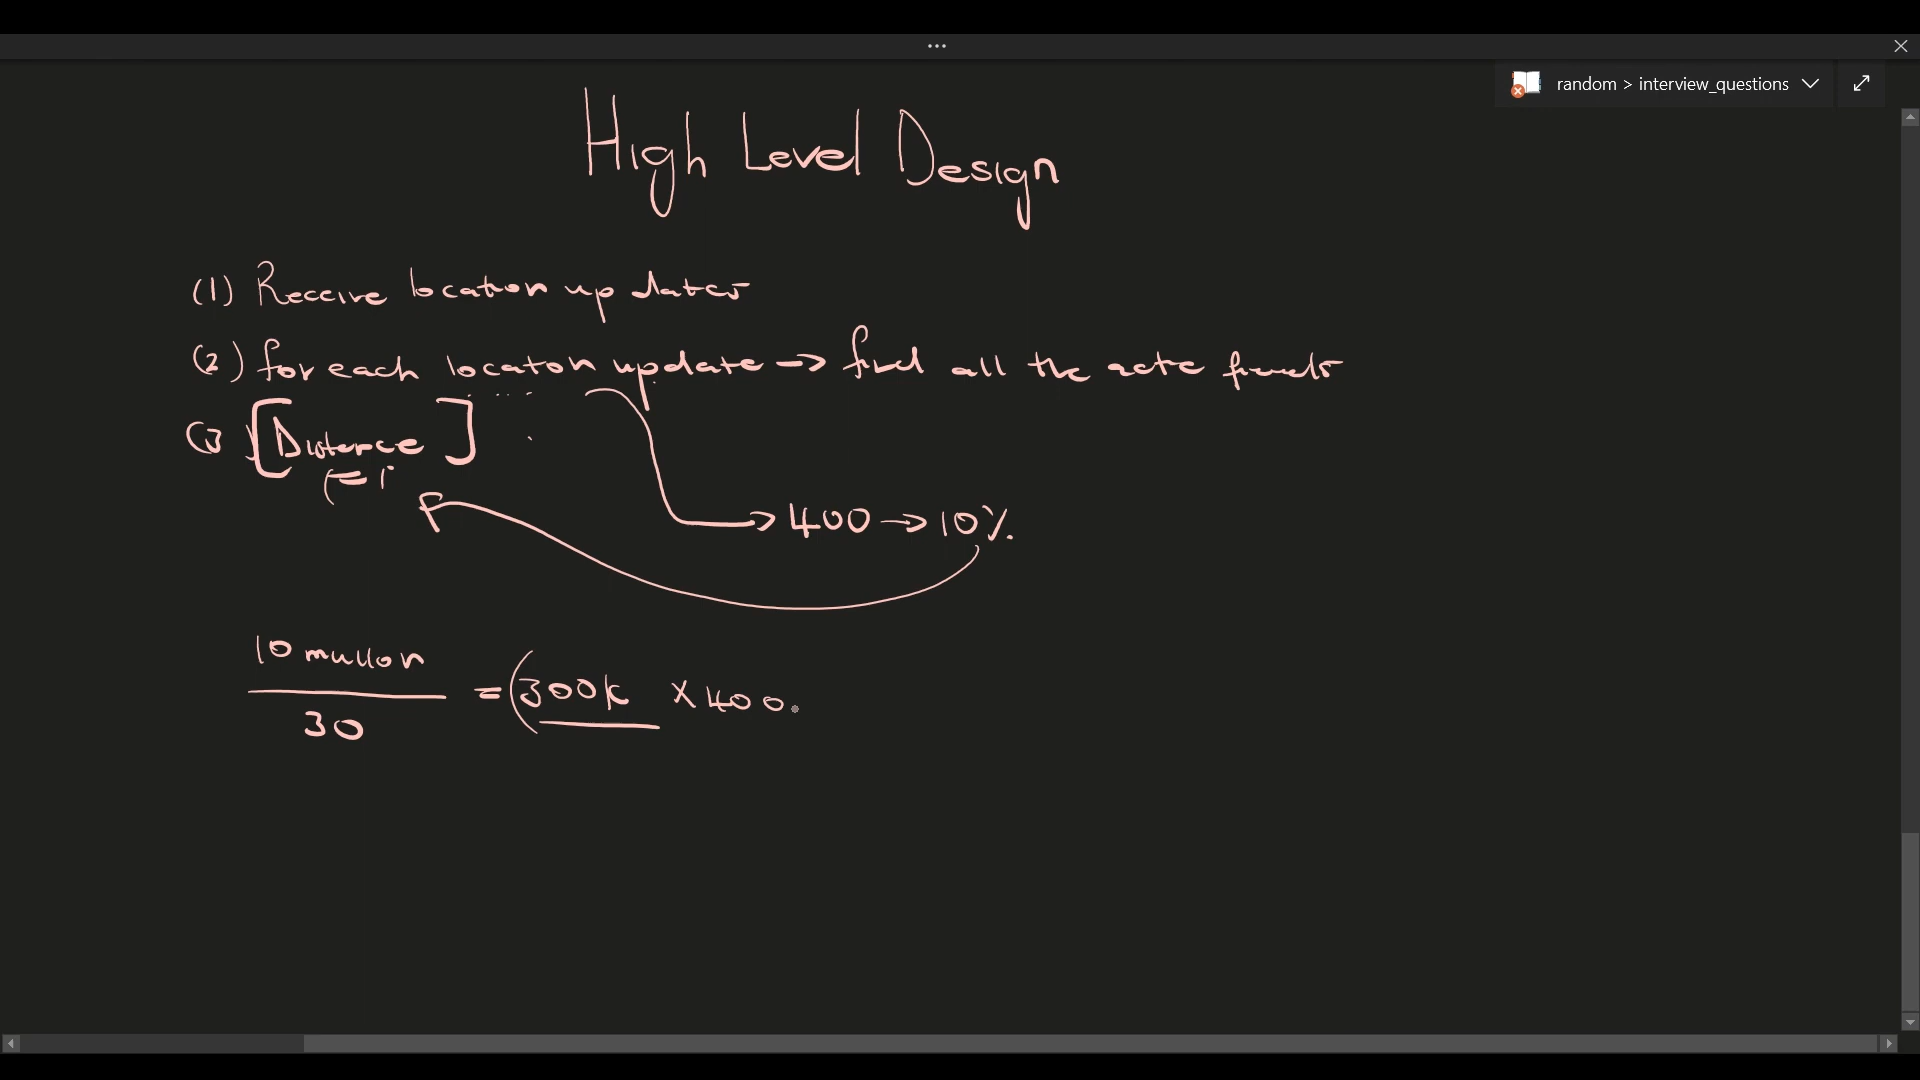 random > interview_questions
High Level Design
(1) Receive location updates
(2) for each location update → find all the active friends
(3) [Distance]
→ 400 → 10%
10 million
= (300k × 400.
30